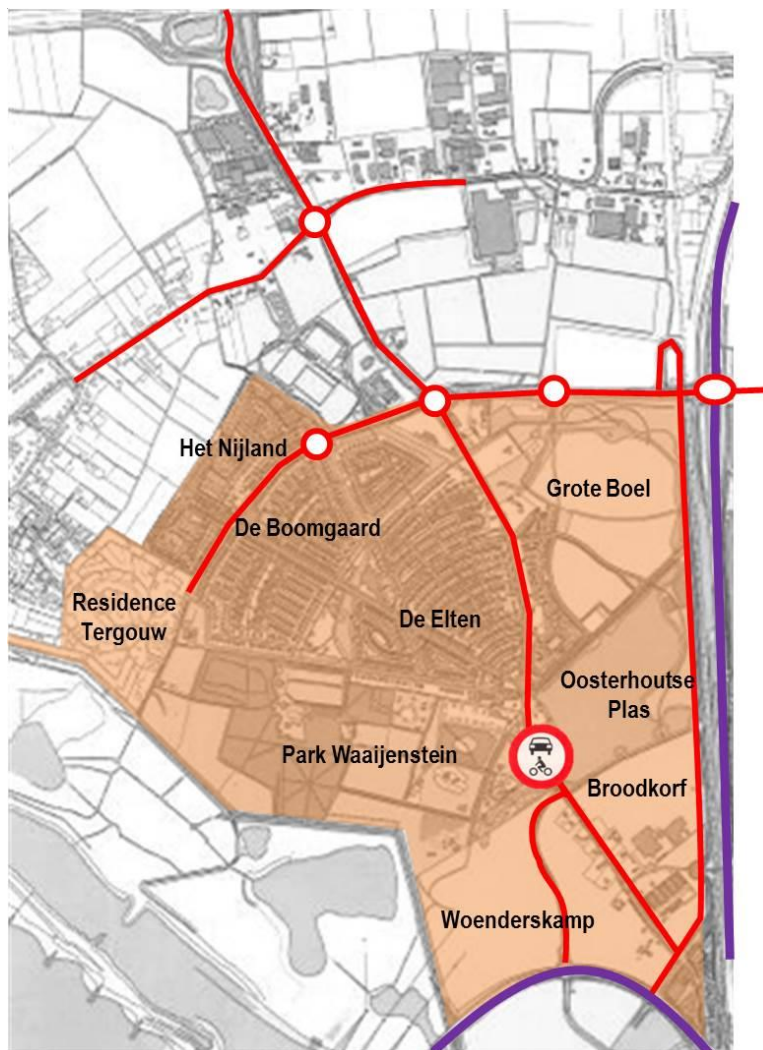 Het Nijland
Grote Boel
De Boomgaard
Residence
Tergouw
De Elten
Oosterhoutse
Plas
Park Waaijenstein
Broodkorf
Woenderskamp